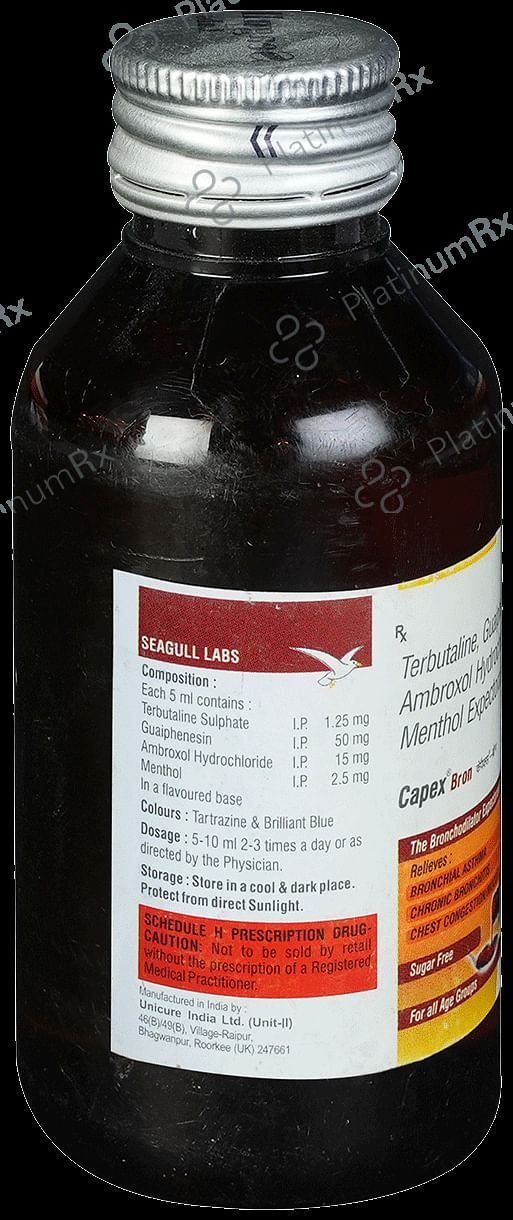 PlatinumRx
PlatinumRx
PlatinumRx
SEAGULL LABS
Composition :
Each 5 ml contains :
Terbutaline Sulphate I.P. 1.25 mg
Guaiphenesin I.P. 50 mg
Ambroxol Hydrochloride I.P. 15 mg
Menthol I.P. 2.5 mg
In a flavoured base
Colours : Tartrazine & Brilliant Blue
Dosage : 5-10 ml 2-3 times a day or as
directed by the Physician.
Storage : Store in a cool & dark place.
Protect from direct Sunlight.
SCHEDULE H PRESCRIPTION DRUG-
CAUTION: Not to be sold by retail
without the prescription of a Registered
Medical Practitioner.
Manufactured in India by :
Unicure India Ltd. (Unit-II)
46(B)/49(B), Village-Raipur,
Bhagwanpur, Roorkee (UK) 247661
Rx
Terbutaline, Guai
Ambroxol Hydro
Menthol Expecto
Capex® Bron
The Bronchodilator Expec
Relieves :
BRONCHIAL ASTHMA
CHRONIC BRONCHITIS
CHEST CONGESTION
Sugar Free
For all Age Groups